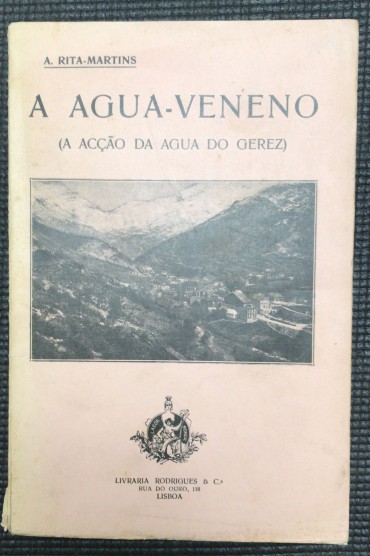 A. RITA-MARTINS
A AGUA-VENENO
(A ACÇÃO DA AGUA DO GEREZ)
LIVRARIA RODRIGUES & C.ª
RUA DO OURO, 188
LISBOA